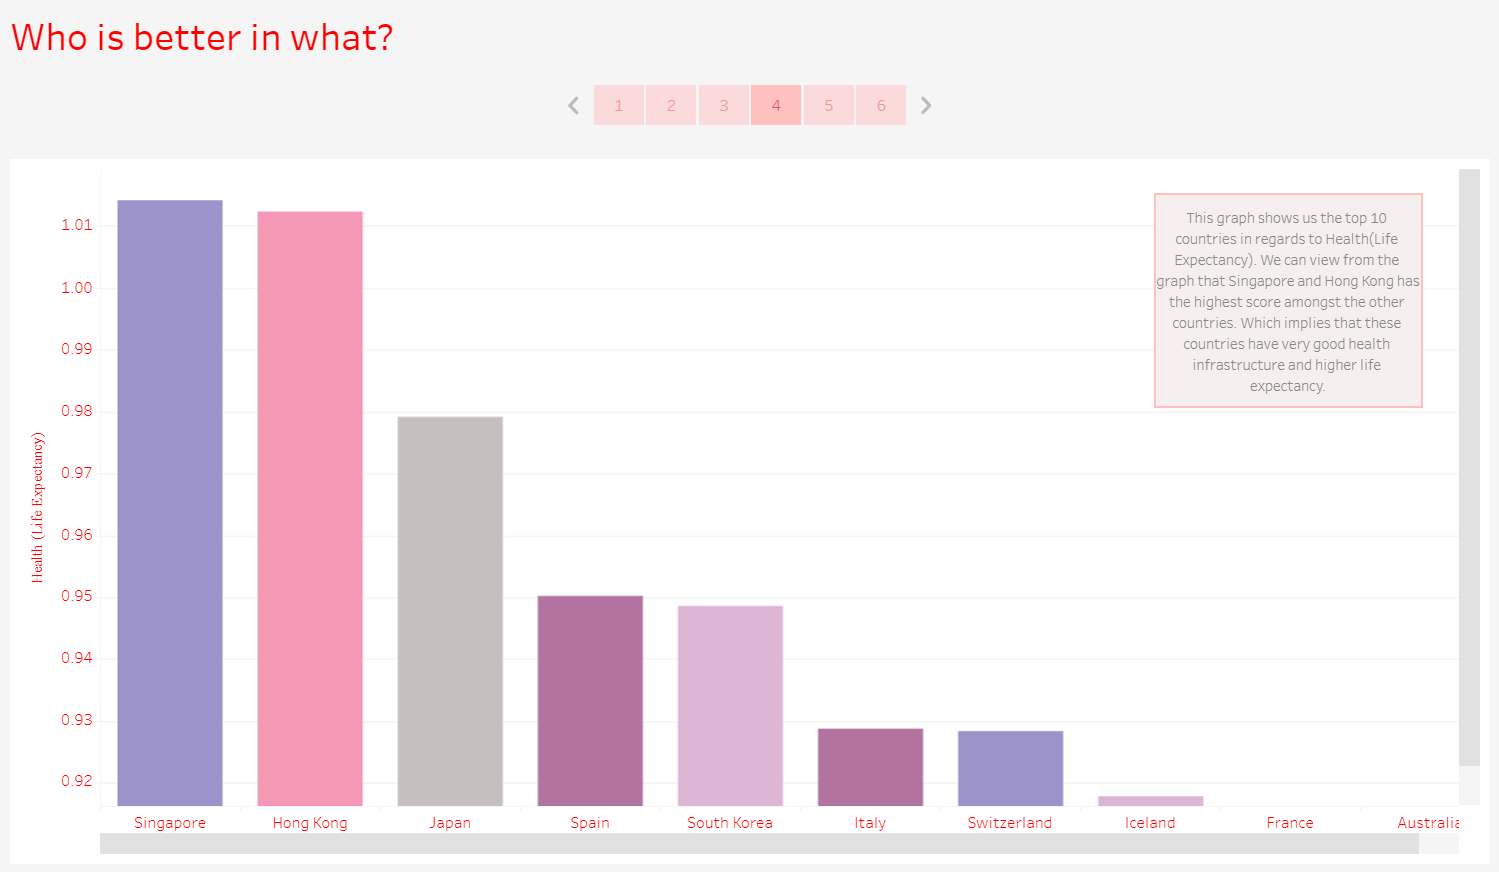 Who is better in what?
1 2 3 4 5 6
This graph shows us the top 10
countries in regards to Health(Life
Expectancy). We can view from the
graph that Singapore and Hong Kong has
the highest score amongst the other
countries. Which implies that these
countries have very good health
infrastructure and higher life
expectancy.
Health (Life Expectancy)
1.01
1.00
0.99
0.98
0.97
0.96
0.95
0.94
0.93
0.92
Singapore Hong Kong Japan Spain South Korea Italy Switzerland Iceland France Australia